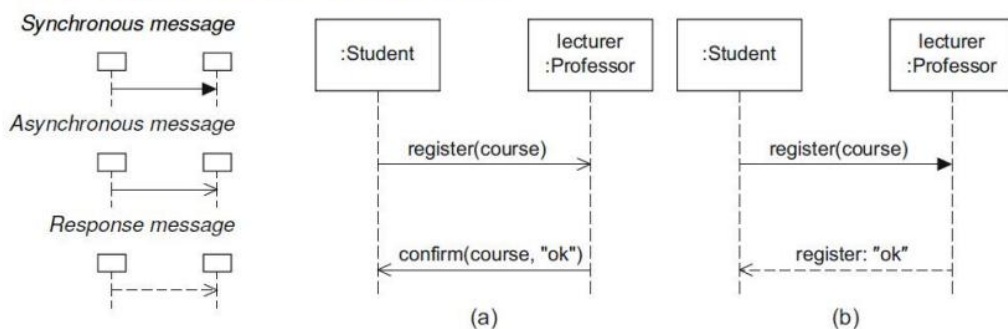 Synchronous message
Asynchronous message
Response message
:Student
lecturer
:Professor
register(course)
confirm(course, "ok")
(a)
:Student
lecturer
:Professor
register(course)
register: "ok"
(b)